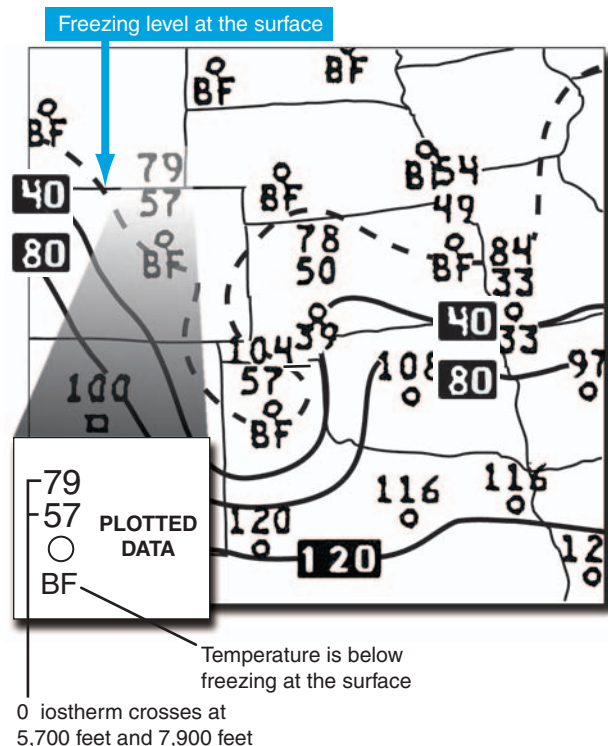 Freezing level at the surface
BF
BF
BF
79
57
BF
40
80
BF
BF
54
49
78
50
BF
84
33
33
39
40
104
57
BF
108
80
97
100
116
116
120
120
12
79
57
BF
PLOTTED
DATA
Temperature is below
freezing at the surface
0 iostherm crosses at
5,700 feet and 7,900 feet